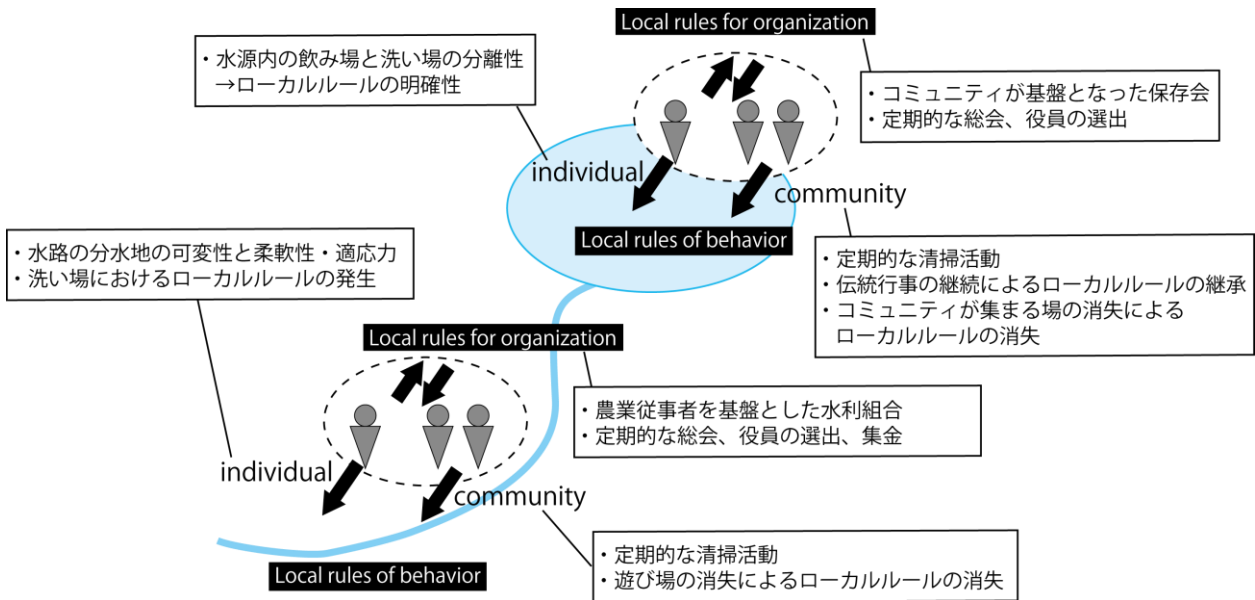 Local rules for organization
・水源内の飲み場と洗い場の分離性
→ローカルルールの明確性
・コミュニティが基盤となった保存会
・定期的な総会、役員の選出
individual
community
Local rules of behavior
・定期的な清掃活動
・伝統行事の継続によるローカルルールの継承
・コミュニティが集まる場の消失による
ローカルルールの消失
・水路の分水地の可変性と柔軟性・適応力
・洗い場におけるローカルルールの発生
Local rules for organization
・農業従事者を基盤とした水利組合
・定期的な総会、役員の選出、集金
individual
community
Local rules of behavior
・定期的な清掃活動
・遊び場の消失によるローカルルールの消失